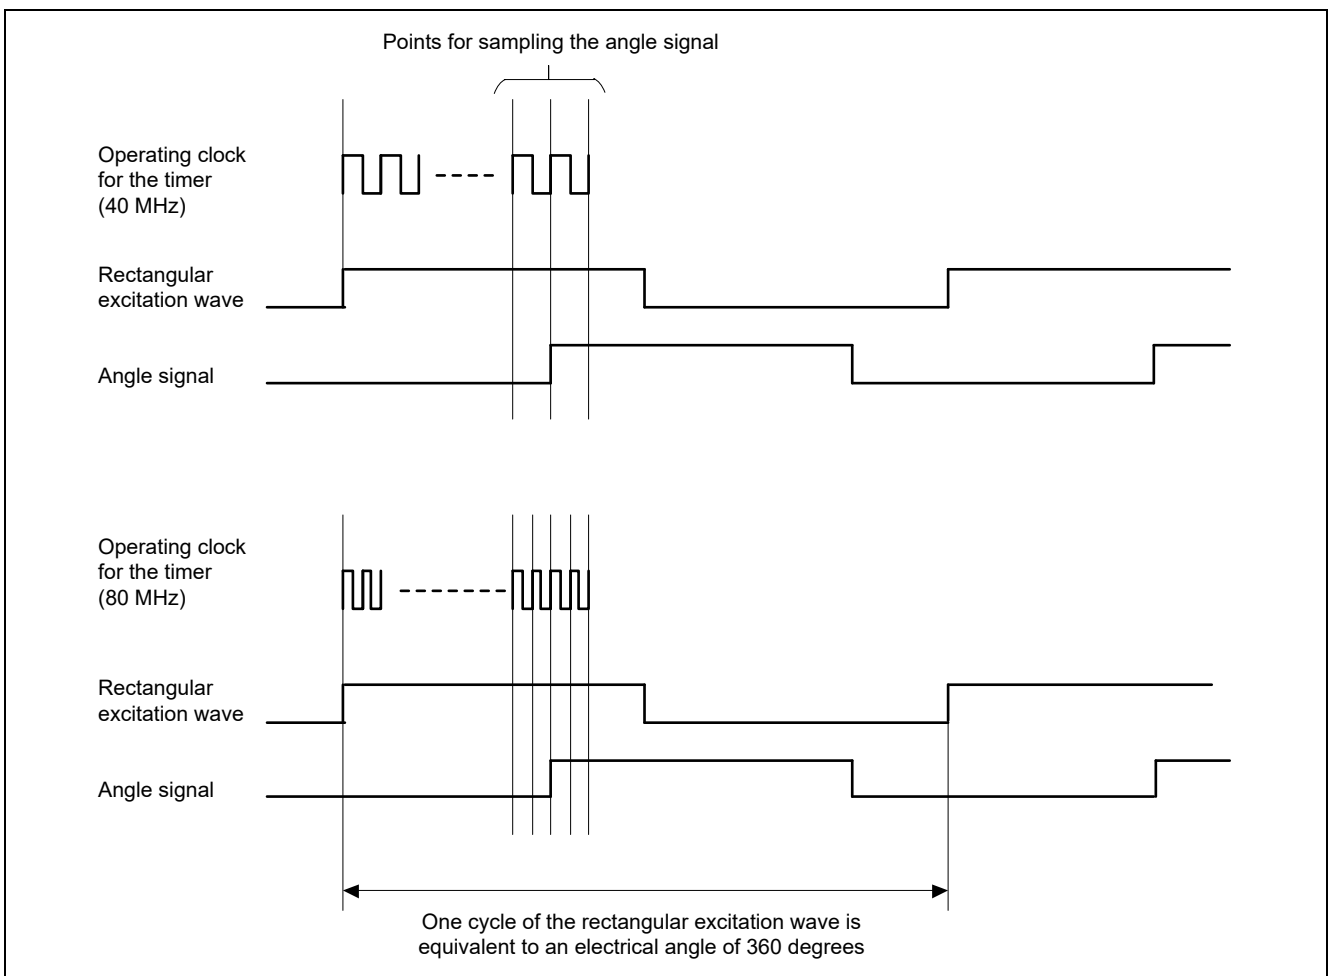 Points for sampling the angle signal
Operating clock
for the timer
(40 MHz)
Rectangular
excitation wave
Angle signal
Operating clock
for the timer
(80 MHz)
Rectangular
excitation wave
Angle signal
One cycle of the rectangular excitation wave is
equivalent to an electrical angle of 360 degrees